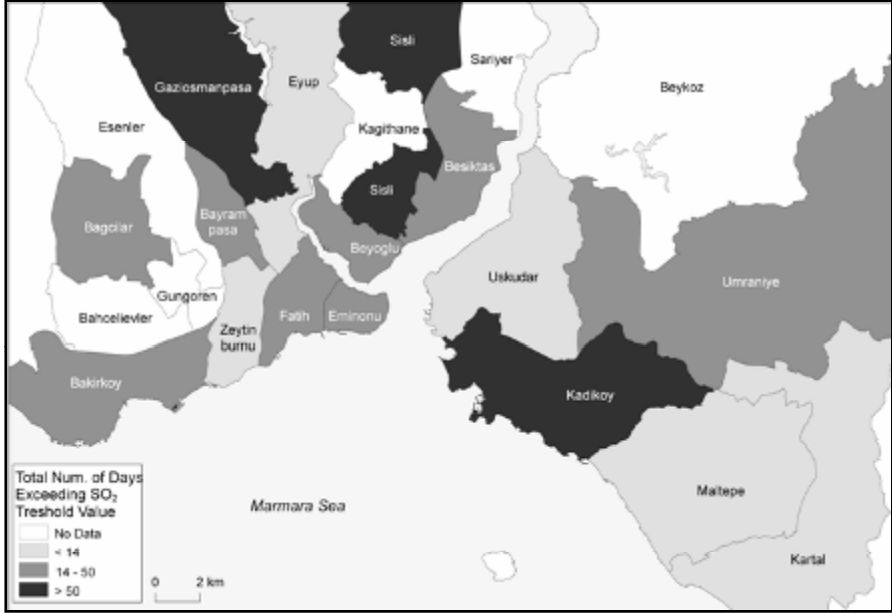 Sisli
Sariyer
Gaziosmanpasa
Eyup
Beykoz
Esenler
Kagithane
Besiktas
Sisli
Bagcilar
Bayram
pasa
Beyoglu
Uskudar
Umraniye
Gungoren
Bahcelievler
Zeytin
burnu
Fatih
Eminonu
Bakirkoy
Kadikoy
Maltepe
Kartal
Marmara Sea
Total Num. of Days
Exceeding SO₂
Treshold Value
No Data
< 14
14 - 50
> 50
0 2 km